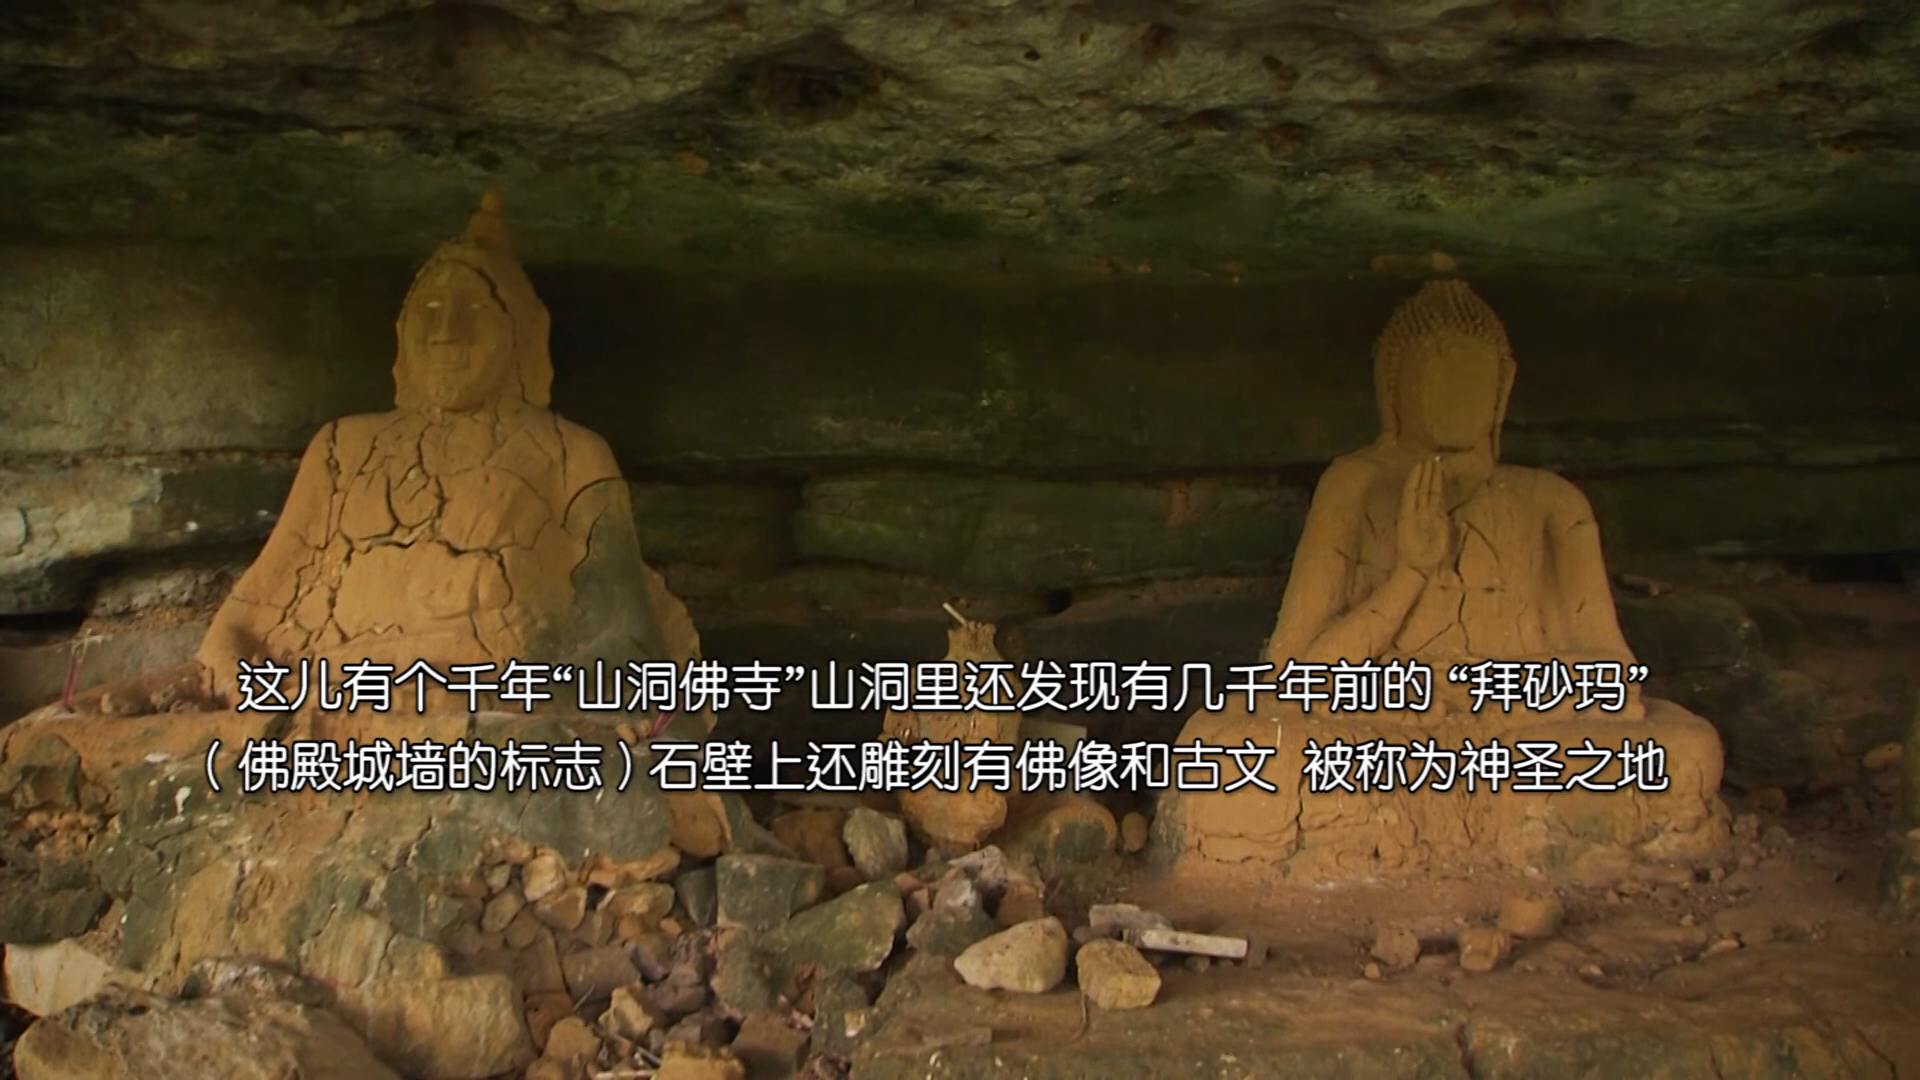 这儿有个千年“山洞佛寺”山洞里还发现有几千年前的 “拜砂玛”
（佛殿城墙的标志）石壁上还雕刻有佛像和古文 被称为神圣之地